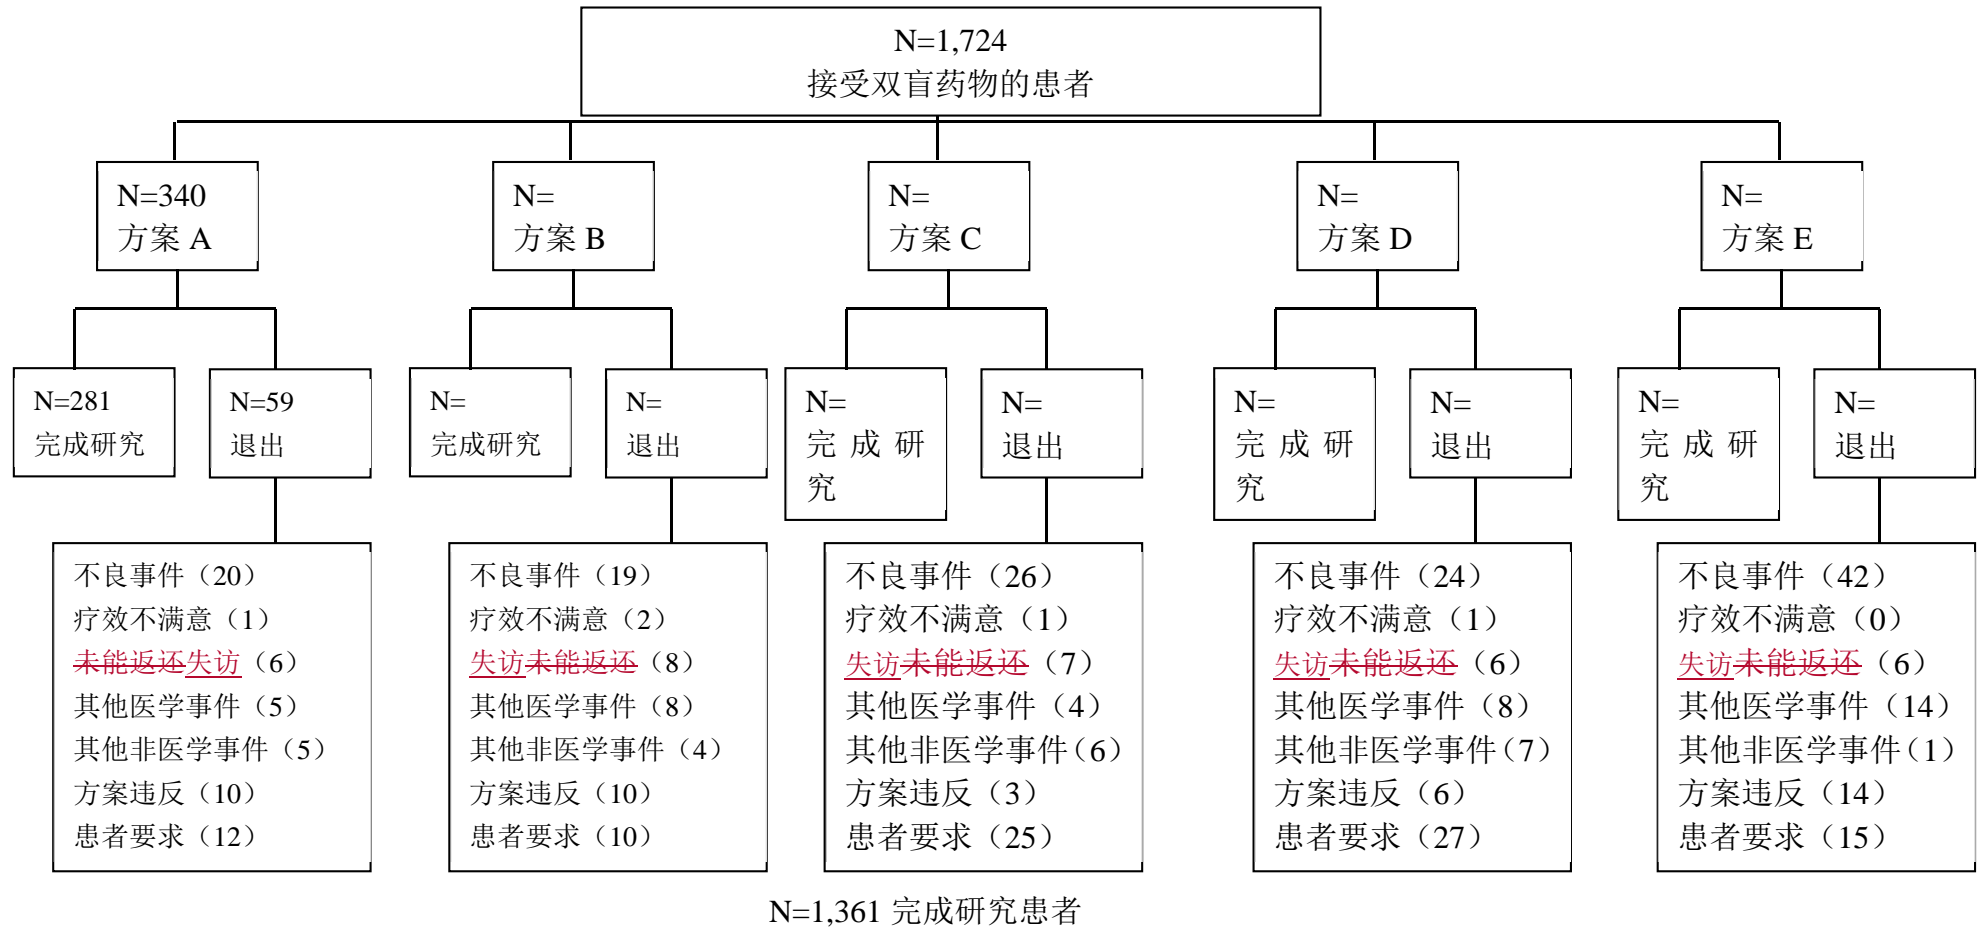 N=1,724
接受双盲药物的患者
N=340
方案 A
N=
方案 B
N=
方案 C
N=
方案 D
N=
方案 E
N=281
完成研究
N=59
退出
N=
完成研究
N=
退出
N=
完 成 研
究
N=
退出
N=
完 成 研
究
N=
退出
N=
完 成 研
究
N=
退出
不良事件（20）
疗效不满意（1）
未能返还失访（6）
其他医学事件（5）
其他非医学事件（5）
方案违反（10）
患者要求（12）
不良事件（19）
疗效不满意（2）
失访未能返还（8）
其他医学事件（8）
其他非医学事件（4）
方案违反（10）
患者要求（10）
不良事件（26）
疗效不满意（1）
失访未能返还（7）
其他医学事件（4）
其他非医学事件（6）
方案违反（3）
患者要求（25）
不良事件（24）
疗效不满意（1）
失访未能返还（6）
其他医学事件（8）
其他非医学事件（7）
方案违反（6）
患者要求（27）
不良事件（42）
疗效不满意（0）
失访未能返还（6）
其他医学事件（14）
其他非医学事件（1）
方案违反（14）
患者要求（15）
N=1,361 完成研究患者